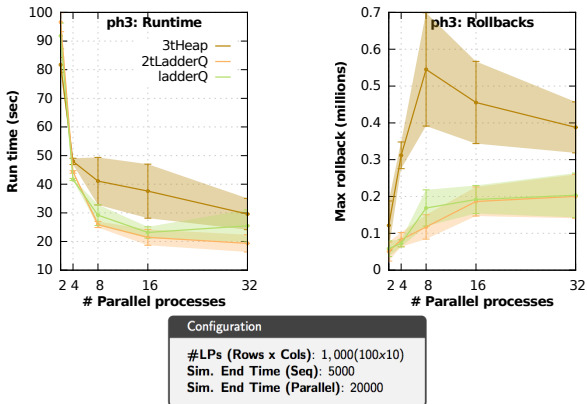 ph3: Runtime
100
90
80
70
60
50
40
30
20
10
Run time (sec)
3tHeap
2tLadderQ
ladderQ
2 4 8 16 32
# Parallel processes
ph3: Rollbacks
0.7
0.6
0.5
0.4
0.3
0.2
0.1
0
Max rollback (millions)
2 4 8 16 32
# Parallel processes
Configuration
#LPs (Rows x Cols): 1,000(100x10)
Sim. End Time (Seq): 5000
Sim. End Time (Parallel): 20000